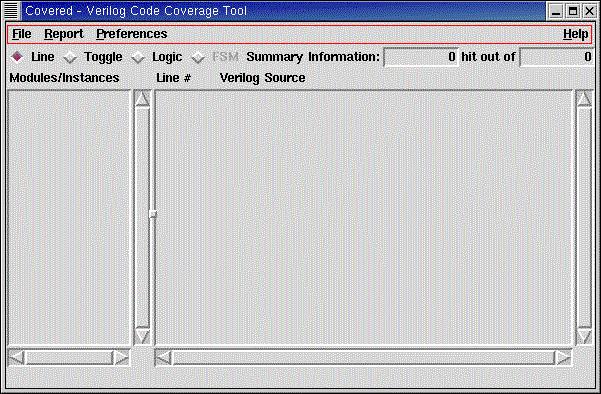 Covered - Verilog Code Coverage Tool
File Report Preferences Help
Line Toggle Logic FSM Summary Information: 0 hit out of 0
Modules/Instances Line # Verilog Source